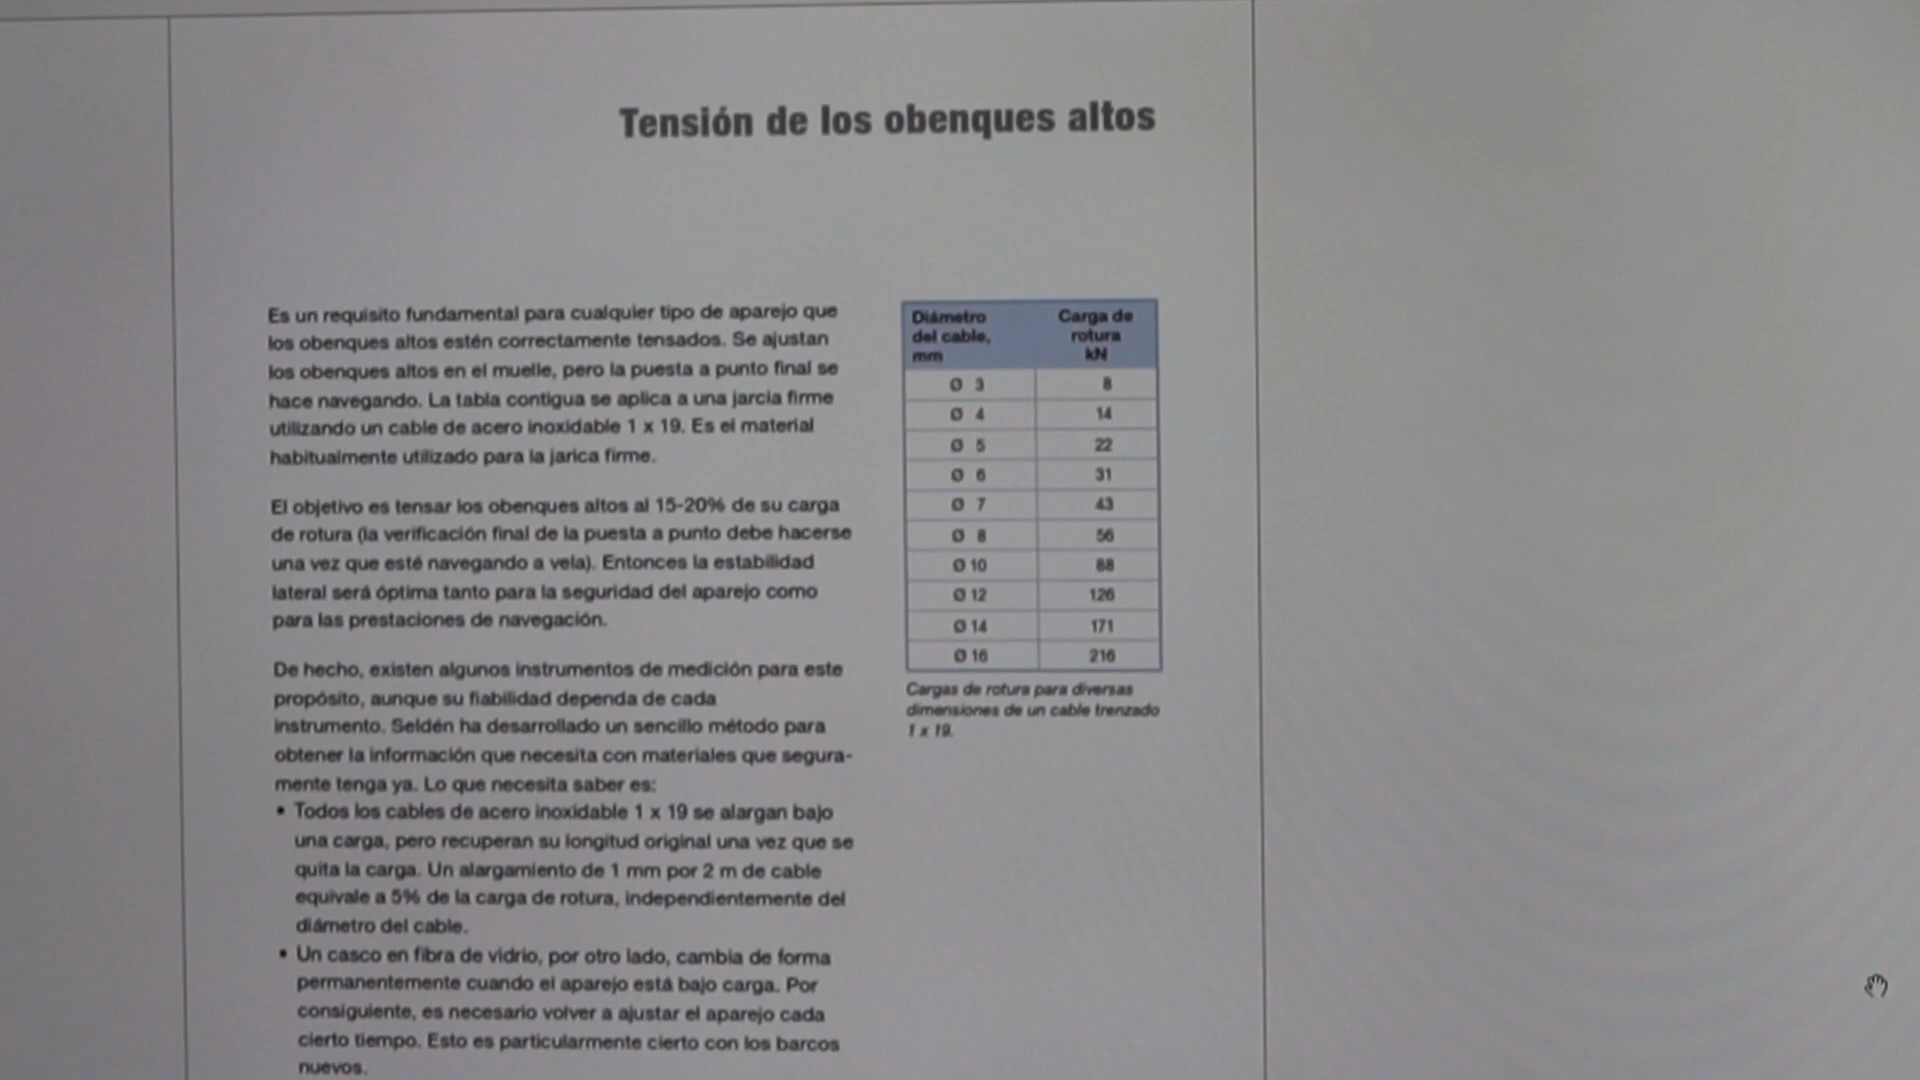 Tensión de los obenques altos
Es un requisito fundamental para cualquier tipo de aparejo que
los obenques altos estén correctamente tensados. Se ajustan
los obenques altos en el muelle, pero la puesta a punto final se
hace navegando. La tabla contigua se aplica a una jarcia firme
utilizando un cable de acero inoxidable 1 x 19. Es el material
habitualmente utilizado para la jarica firme.
El objetivo es tensar los obenques altos al 15-20% de su carga
de rotura (la verificación final de la puesta a punto debe hacerse
una vez que esté navegando a vela). Entonces la estabilidad
lateral será óptima tanto para la seguridad del aparejo como
para las prestaciones de navegación.
De hecho, existen algunos instrumentos de medición para este
propósito, aunque su fiabilidad dependa de cada
instrumento. Seldén ha desarrollado un sencillo método para
obtener la información que necesita con materiales que segura-
mente tenga ya. Lo que necesita saber es:
• Todos los cables de acero inoxidable 1 x 19 se alargan bajo
una carga, pero recuperan su longitud original una vez que se
quita la carga. Un alargamiento de 1 mm por 2 m de cable
equivale a 5% de la carga de rotura, independientemente del
diámetro del cable.
• Un casco en fibra de vidrio, por otro lado, cambia de forma
permanentemente cuando el aparejo está bajo carga. Por
consiguiente, es necesario volver a ajustar el aparejo cada
cierto tiempo. Esto es particularmente cierto con los barcos
nuevos.
Diámetro
del cable,
mm
Carga de
rotura
kN
Ø 3 8
Ø 4 14
Ø 5 22
Ø 6 31
Ø 7 43
Ø 8 56
Ø 10 88
Ø 12 126
Ø 14 171
Ø 16 216
Cargas de rotura para diversas
dimensiones de un cable trenzado
1 x 19.